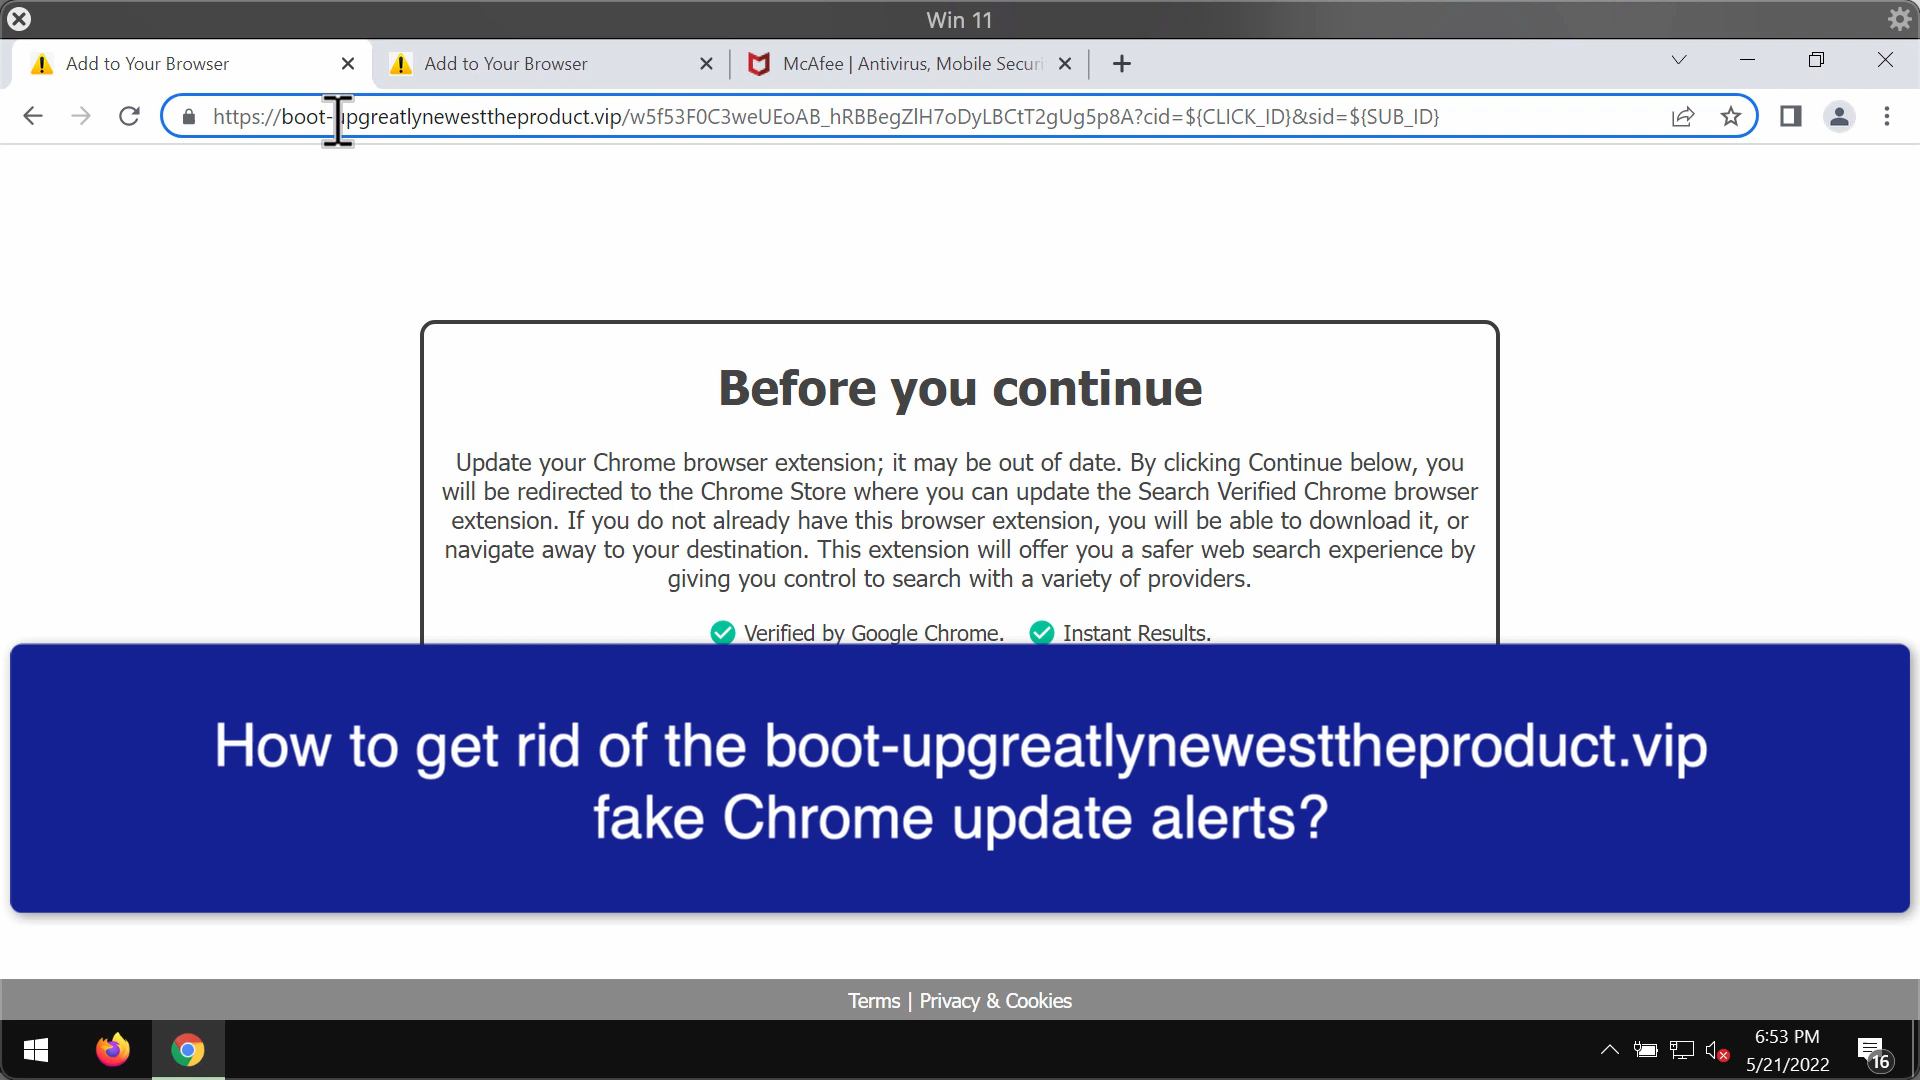 Win 11
Add to Your Browser
Add to Your Browser
McAfee | Antivirus, Mobile Securi
https://boot-upgreatlynewesttheproduct.vip/w5f53F0C3weUEoAB_hRBBegZlH7oDyLBCtT2gUg5p8A?cid=${CLICK_ID}&sid=${SUB_ID}
Before you continue
Update your Chrome browser extension; it may be out of date. By clicking Continue below, you
will be redirected to the Chrome Store where you can update the Search Verified Chrome browser
extension. If you do not already have this browser extension, you will be able to download it, or
navigate away to your destination. This extension will offer you a safer web search experience by
giving you control to search with a variety of providers.
Verified by Google Chrome. Instant Results.
How to get rid of the boot-upgreatlynewesttheproduct.vip
fake Chrome update alerts?
Terms | Privacy & Cookies
6:53 PM
5/21/2022
16